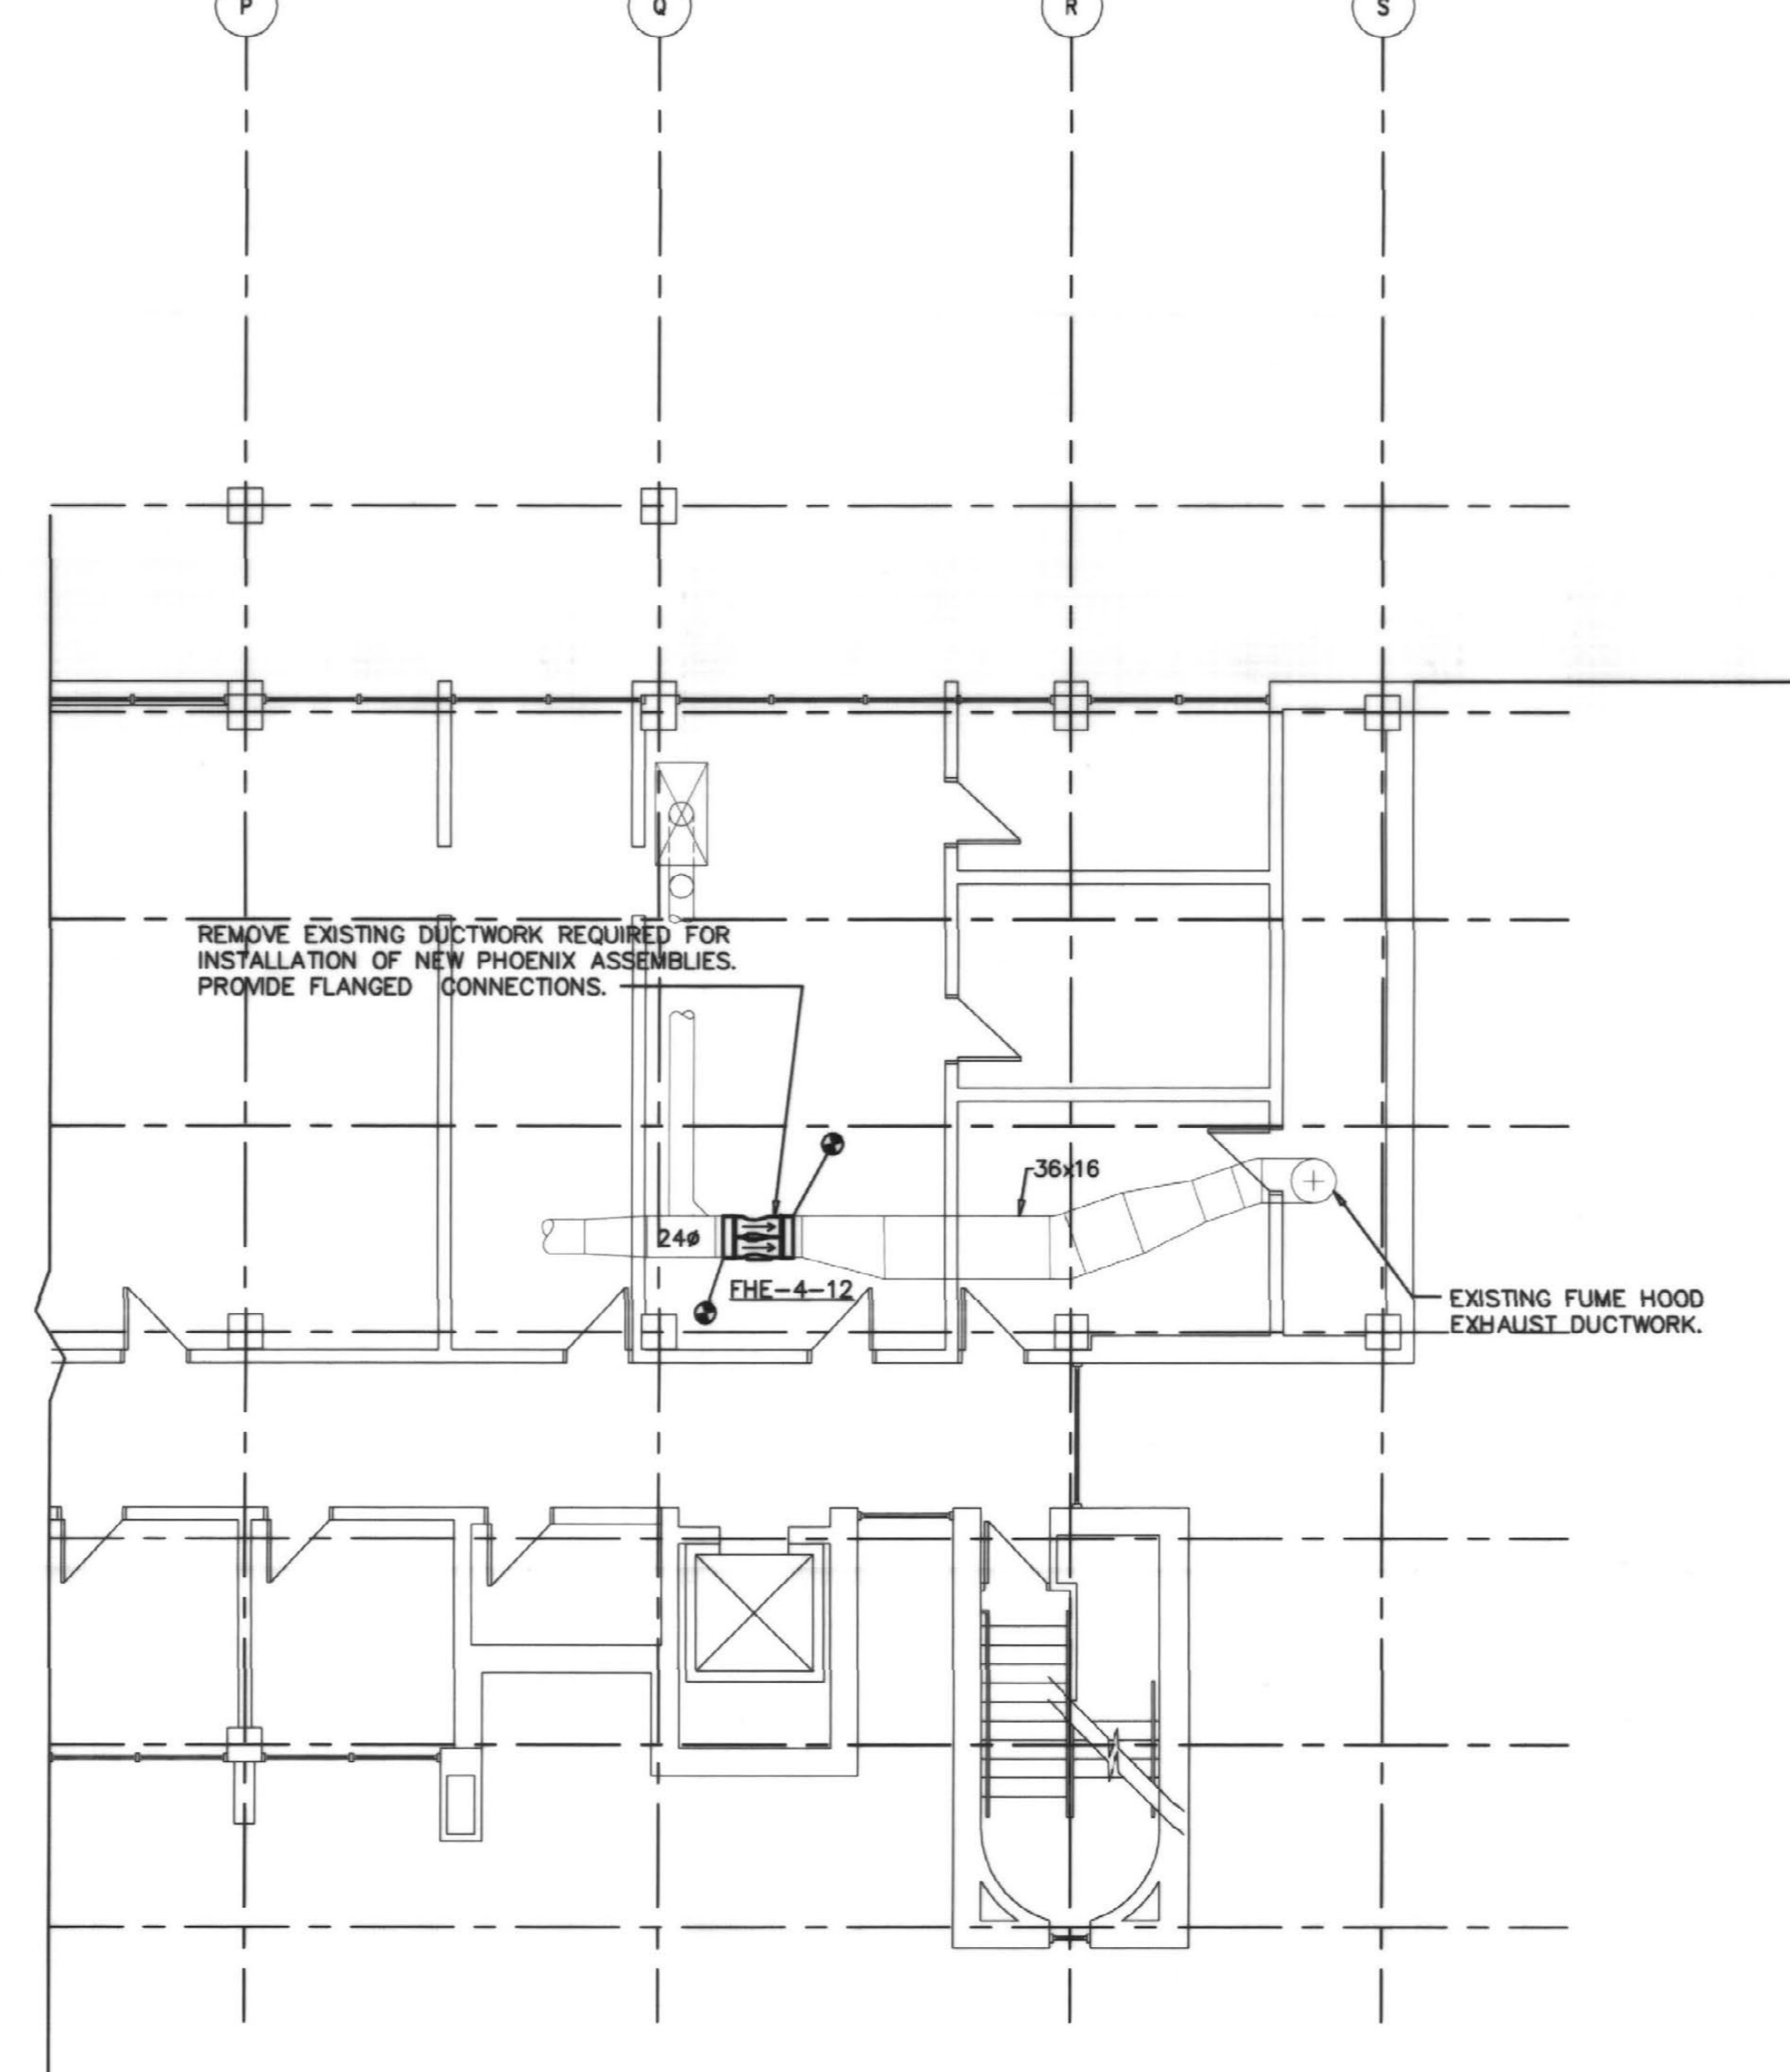 P
Q
R
S
REMOVE EXISTING DUCTWORK REQUIRED FOR
INSTALLATION OF NEW PHOENIX ASSEMBLIES.
PROVIDE FLANGED CONNECTIONS.
36x16
24ø
FHE-4-12
EXISTING FUME HOOD
EXHAUST DUCTWORK.